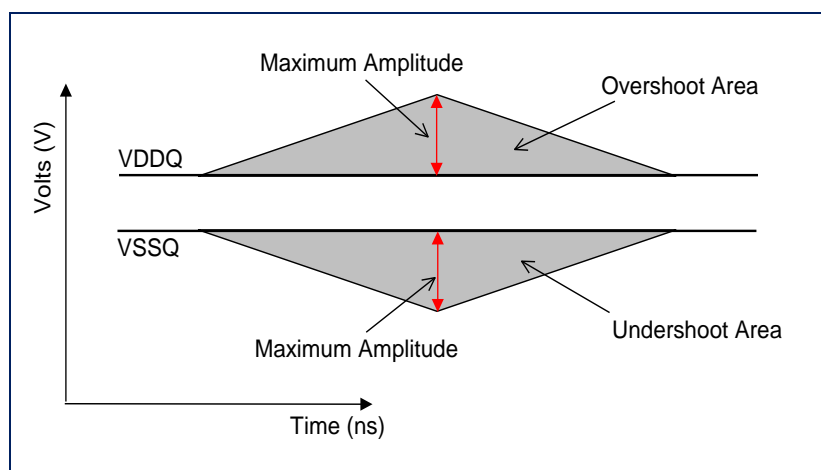 Maximum Amplitude
Overshoot Area
VDDQ
Volts (V)
VSSQ
Undershoot Area
Maximum Amplitude
Time (ns)